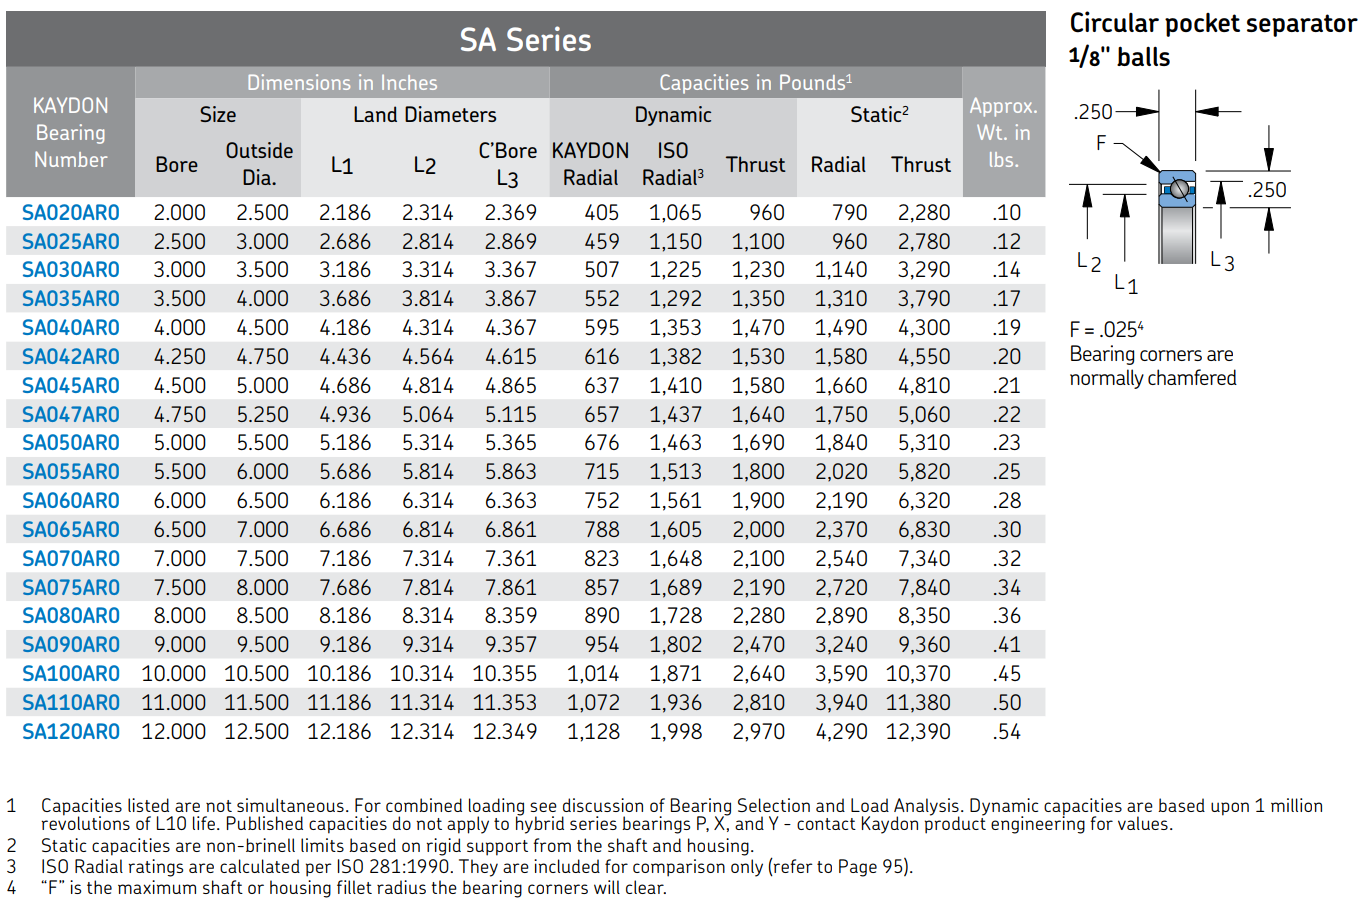 SA Series
KAYDON Bearing Number
Dimensions in Inches
Capacities in Pounds¹
Approx. Wt. in lbs.
Size
Land Diameters
Dynamic
Static²
Bore
Outside Dia.
L1
L2
C'Bore L3
KAYDON Radial
ISO Radial³
Thrust
Radial
Thrust
SA020AR0 2.000 2.500 2.186 2.314 2.369 405 1,065 960 790 2,280 .10
SA025AR0 2.500 3.000 2.686 2.814 2.869 459 1,150 1,100 960 2,780 .12
SA030AR0 3.000 3.500 3.186 3.314 3.367 507 1,225 1,230 1,140 3,290 .14
SA035AR0 3.500 4.000 3.686 3.814 3.867 552 1,292 1,350 1,310 3,790 .17
SA040AR0 4.000 4.500 4.186 4.314 4.367 595 1,353 1,470 1,490 4,300 .19
SA042AR0 4.250 4.750 4.436 4.564 4.615 616 1,382 1,530 1,580 4,550 .20
SA045AR0 4.500 5.000 4.686 4.814 4.865 637 1,410 1,580 1,660 4,810 .21
SA047AR0 4.750 5.250 4.936 5.064 5.115 657 1,437 1,640 1,750 5,060 .22
SA050AR0 5.000 5.500 5.186 5.314 5.365 676 1,463 1,690 1,840 5,310 .23
SA055AR0 5.500 6.000 5.686 5.814 5.863 715 1,513 1,800 2,020 5,820 .25
SA060AR0 6.000 6.500 6.186 6.314 6.363 752 1,561 1,900 2,190 6,320 .28
SA065AR0 6.500 7.000 6.686 6.814 6.861 788 1,605 2,000 2,370 6,830 .30
SA070AR0 7.000 7.500 7.186 7.314 7.361 823 1,648 2,100 2,540 7,340 .32
SA075AR0 7.500 8.000 7.686 7.814 7.861 857 1,689 2,190 2,720 7,840 .34
SA080AR0 8.000 8.500 8.186 8.314 8.359 890 1,728 2,280 2,890 8,350 .36
SA090AR0 9.000 9.500 9.186 9.314 9.357 954 1,802 2,470 3,240 9,360 .41
SA100AR0 10.000 10.500 10.186 10.314 10.355 1,014 1,871 2,640 3,590 10,370 .45
SA110AR0 11.000 11.500 11.186 11.314 11.353 1,072 1,936 2,810 3,940 11,380 .50
SA120AR0 12.000 12.500 12.186 12.314 12.349 1,128 1,998 2,970 4,290 12,390 .54
Circular pocket separator
1/8" balls
.250
F
.250
L2
L1
L3
F = .025⁴
Bearing corners are
normally chamfered
1 Capacities listed are not simultaneous. For combined loading see discussion of Bearing Selection and Load Analysis. Dynamic capacities are based upon 1 million
revolutions of L10 life. Published capacities do not apply to hybrid series bearings P, X, and Y - contact Kaydon product engineering for values.
2 Static capacities are non-brinell limits based on rigid support from the shaft and housing.
3 ISO Radial ratings are calculated per ISO 281:1990. They are included for comparison only (refer to Page 95).
4 “F” is the maximum shaft or housing fillet radius the bearing corners will clear.